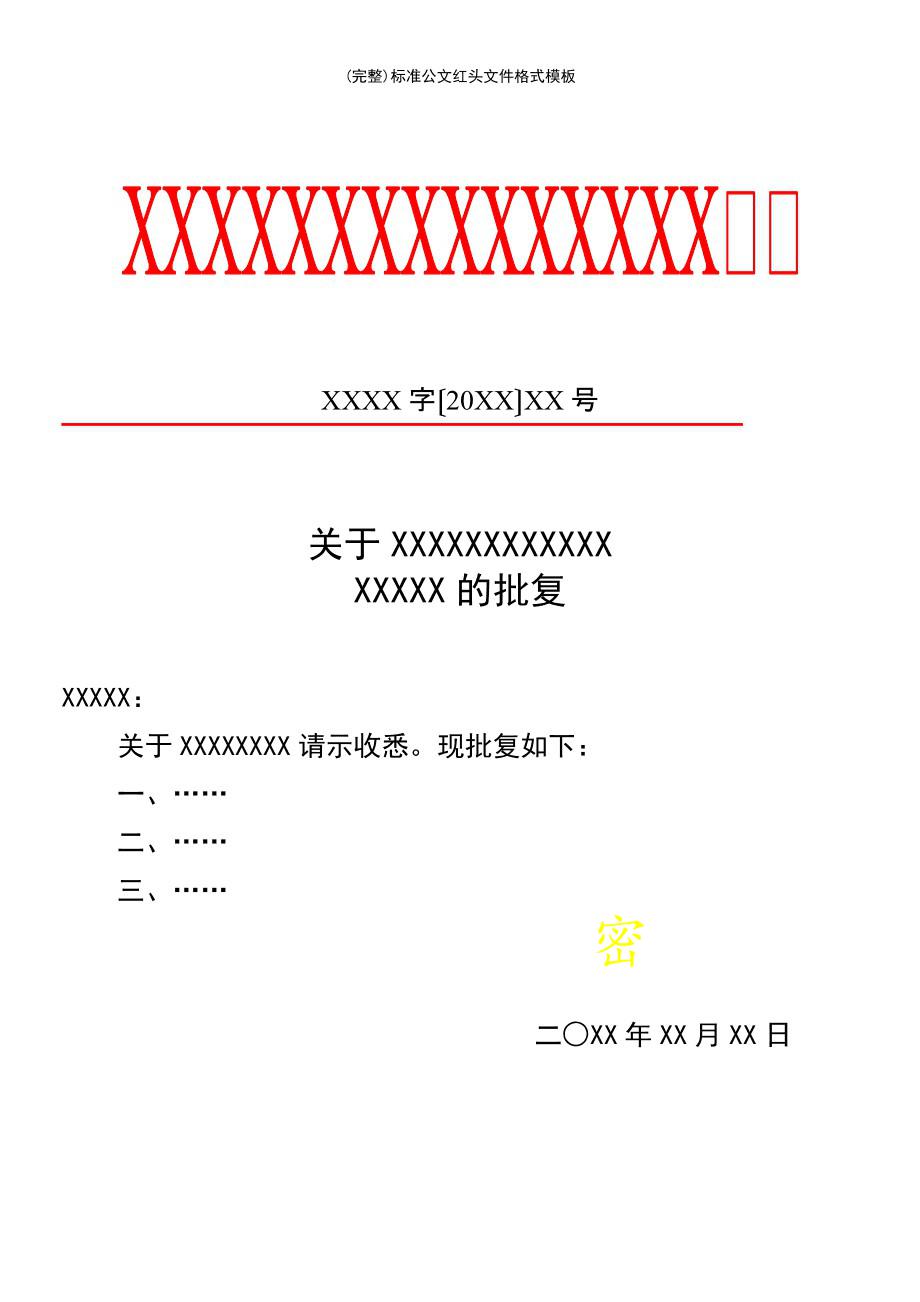 (完整)标准公文红头文件格式模板
XXXXXXXXXXXXXXX
XXXX 字[20XX]XX 号
关于 XXXXXXXXXXXX
XXXXX 的批复
XXXXX：
关于 XXXXXXXX 请示收悉。现批复如下：
一、……
二、……
三、……
密
二〇XX 年 XX 月 XX 日